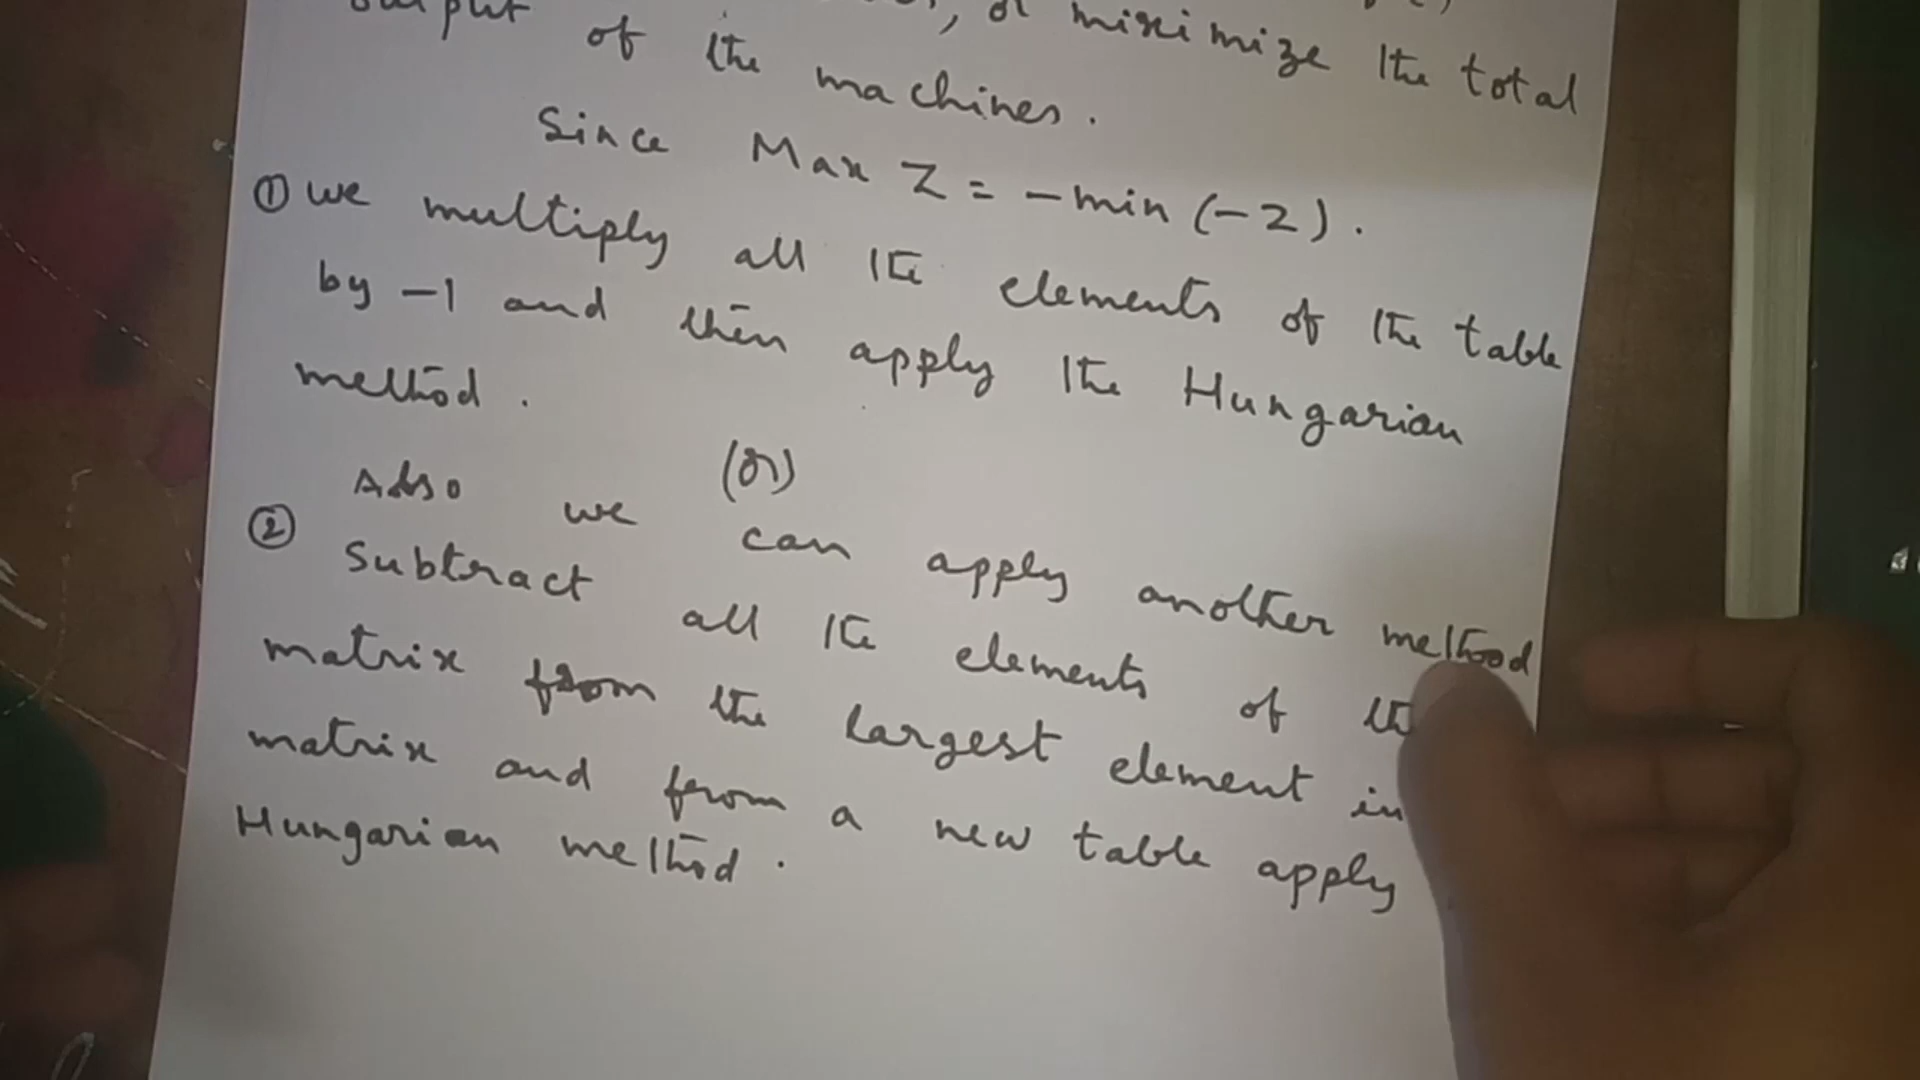 output of the machines.
, or minimize the total
Since Max Z = -min (-Z).
① we multiply all the elements of the table
by -1 and then apply the Hungarian
method.
(or)
Also we can apply another method
② Subtract all the elements of
matrix from the largest element in
matrix and from a new table apply
Hungarian method.